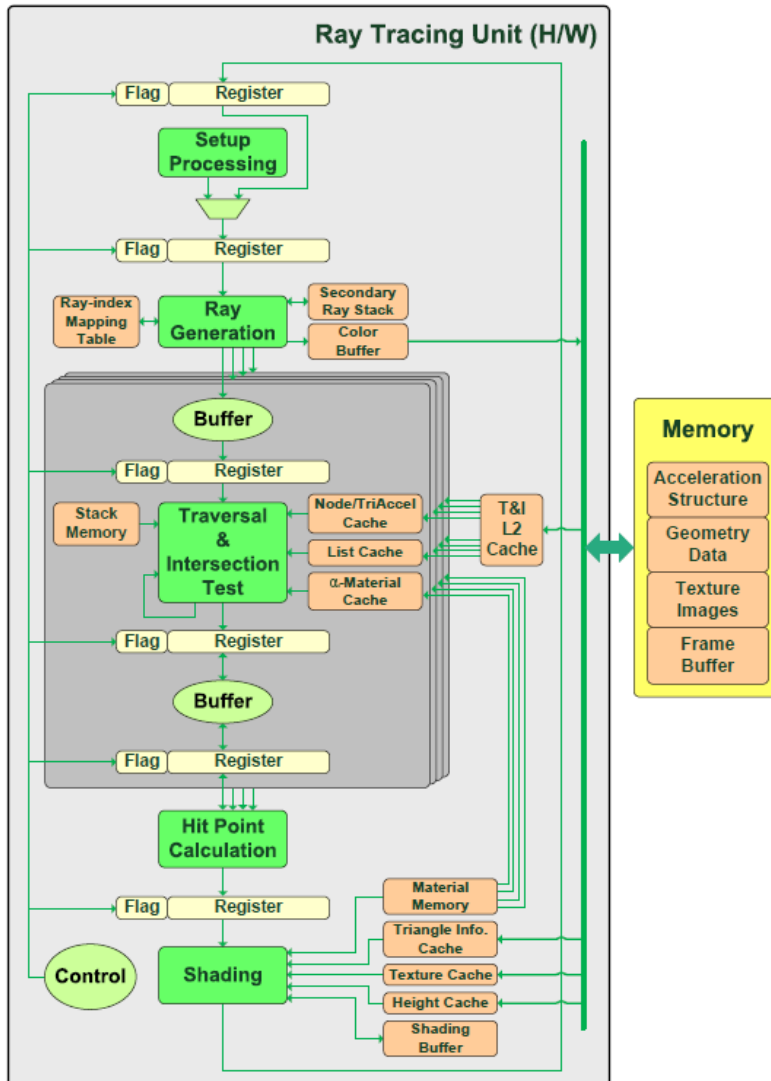 Ray Tracing Unit (H/W)
Flag
Register
Setup
Processing
Flag
Register
Ray-index
Mapping
Table
Ray
Generation
Secondary
Ray Stack
Color
Buffer
Buffer
Flag
Register
Stack
Memory
Traversal
&
Intersection
Test
Node/TriAccel
Cache
List Cache
α-Material
Cache
T&I
L2
Cache
Flag
Register
Buffer
Flag
Register
Hit Point
Calculation
Flag
Register
Control
Shading
Material
Memory
Triangle Info.
Cache
Texture Cache
Height Cache
Shading
Buffer
Memory
Acceleration
Structure
Geometry
Data
Texture
Images
Frame
Buffer